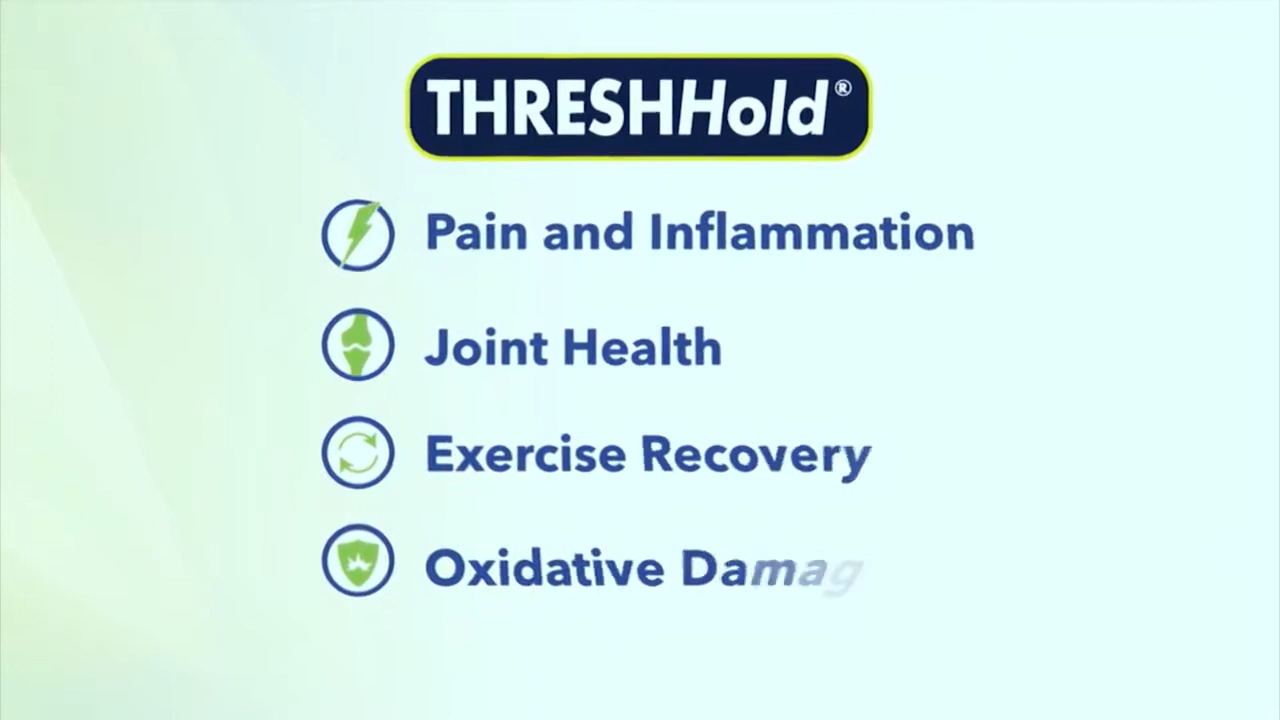 THRESHHold®
Pain and Inflammation
Joint Health
Exercise Recovery
Oxidative Damag